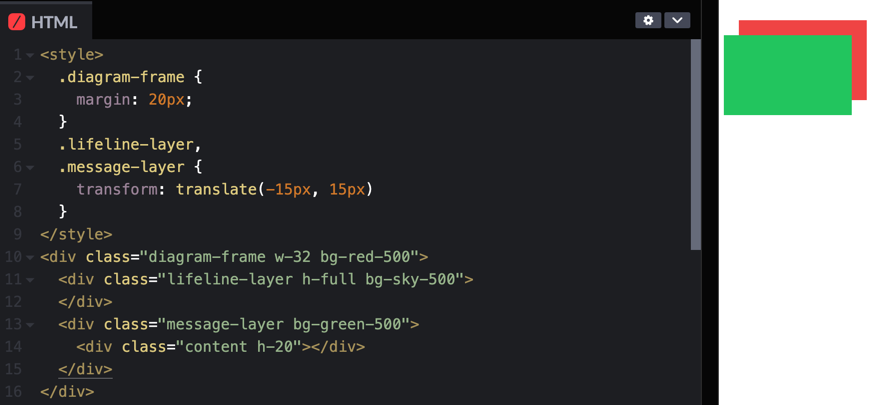 HTML
1 <style>
2 .diagram-frame {
3 margin: 20px;
4 }
5 .lifeline-layer,
6 .message-layer {
7 transform: translate(-15px, 15px)
8 }
9 </style>
10 <div class="diagram-frame w-32 bg-red-500">
11 <div class="lifeline-layer h-full bg-sky-500">
12 </div>
13 <div class="message-layer bg-green-500">
14 <div class="content h-20"></div>
15 </div>
16 </div>